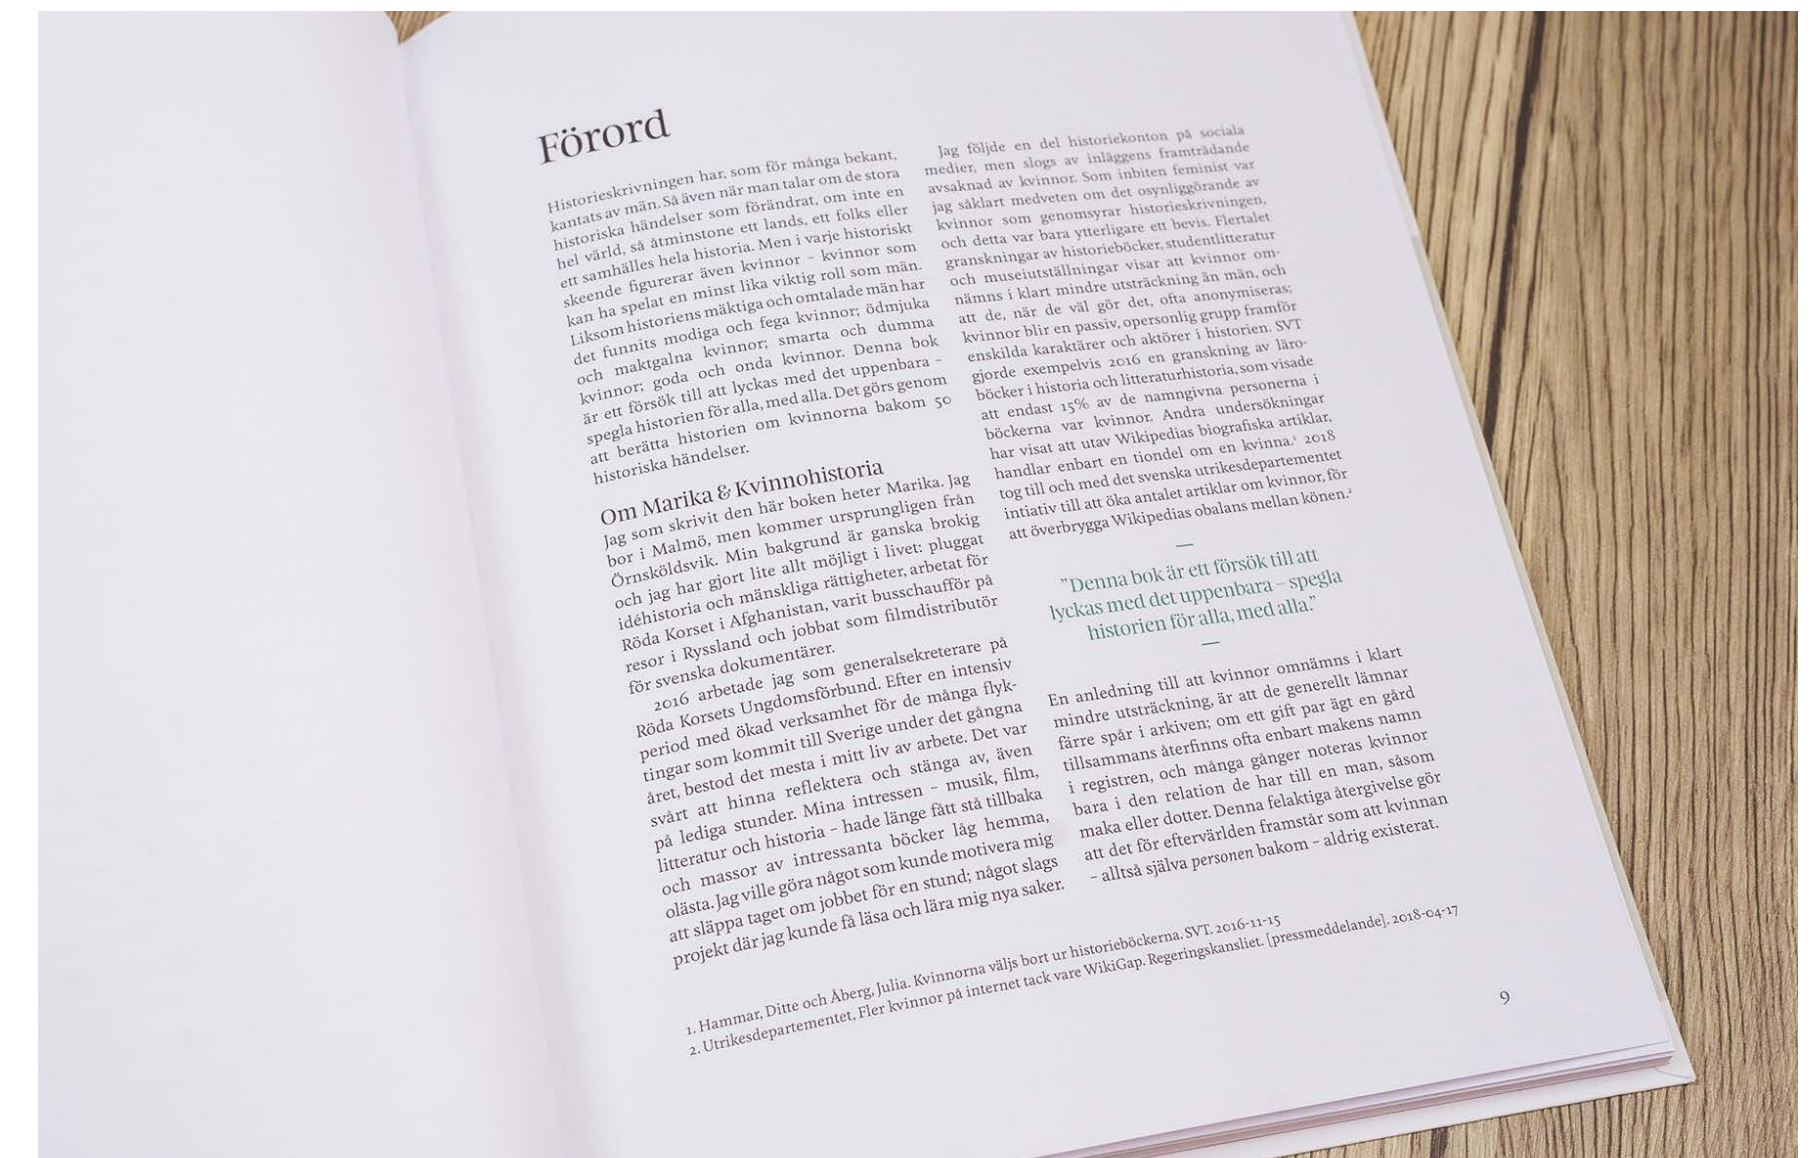 Förord
Historieskrivningen har, som för många bekant,
kantats av män. Så även när man talar om de stora
historiska händelser som förändrat, om inte en
hel värld, så åtminstone ett lands, ett folks eller
ett samhälles hela historia. Men i varje historiskt
skeende figurerar även kvinnor – kvinnor som
kan ha spelat en minst lika viktig roll som män.
Liksom historiens mäktiga och omtalade män har
det funnits modiga och fega kvinnor; ödmjuka
och maktgalna kvinnor; smarta och dumma
kvinnor; goda och onda kvinnor. Denna bok
är ett försök till att lyckas med det uppenbara –
spegla historien för alla, med alla. Det görs genom
att berätta historien om kvinnorna bakom 50
historiska händelser.
Om Marika & Kvinnohistoria
Jag som skrivit den här boken heter Marika. Jag
bor i Malmö, men kommer ursprungligen från
Örnsköldsvik. Min bakgrund är ganska brokig
och jag har gjort lite allt möjligt i livet: pluggat
idéhistoria och mänskliga rättigheter, arbetat för
Röda Korset i Afghanistan, varit busschaufför på
resor i Ryssland och jobbat som filmdistributör
för svenska dokumentärer.
2016 arbetade jag som generalsekreterare på
Röda Korsets Ungdomsförbund. Efter en intensiv
period med ökad verksamhet för de många flyk-
tingar som kommit till Sverige under det gångna
året, bestod det mesta i mitt liv av arbete. Det var
svårt att hinna reflektera och stänga av, även
på lediga stunder. Mina intressen – musik, film,
litteratur och historia – hade länge fått stå tillbaka
och massor av intressanta böcker låg hemma,
olästa. Jag ville göra något som kunde motivera mig
att släppa taget om jobbet för en stund; något slags
projekt där jag kunde få läsa och lära mig nya saker.
Jag följde en del historiekonton på sociala
medier, men slogs av inläggens framträdande
avsaknad av kvinnor. Som inbiten feminist var
jag såklart medveten om det osynliggörande av
kvinnor som genomsyrar historieskrivningen,
och detta var bara ytterligare ett bevis. Flertalet
granskningar av historieböcker, studentlitteratur
och museiutställningar visar att kvinnor om-
nämns i klart mindre utsträckning än män, och
att de, när de väl gör det, ofta anonymiseras;
kvinnor blir en passiv, opersonlig grupp framför
enskilda karaktärer och aktörer i historien. SVT
gjorde exempelvis 2016 en granskning av läro-
böcker i historia och litteraturhistoria, som visade
att endast 15% av de namngivna personerna i
böckerna var kvinnor. Andra undersökningar
har visat att utav Wikipedias biografiska artiklar,
handlar enbart en tiondel om en kvinna.¹ 2018
tog till och med det svenska utrikesdepartementet
intiativ till att öka antalet artiklar om kvinnor, för
att överbrygga Wikipedias obalans mellan könen.²
—
”Denna bok är ett försök till att
lyckas med det uppenbara – spegla
historien för alla, med alla.”
—
En anledning till att kvinnor omnämns i klart
mindre utsträckning, är att de generellt lämnar
färre spår i arkiven; om ett gift par ägt en gård
tillsammans återfinns ofta enbart makens namn
i registren, och många gånger noteras kvinnor
bara i den relation de har till en man, såsom
maka eller dotter. Denna felaktiga återgivelse gör
att det för eftervärlden framstår som att kvinnan
– alltså själva personen bakom – aldrig existerat.
1. Hammar, Ditte och Åberg, Julia. Kvinnorna väljs bort ur historieböckerna. SVT. 2016-11-15
2. Utrikesdepartementet, Fler kvinnor på internet tack vare WikiGap. Regeringskansliet. [pressmeddelande]. 2018-04-17
9